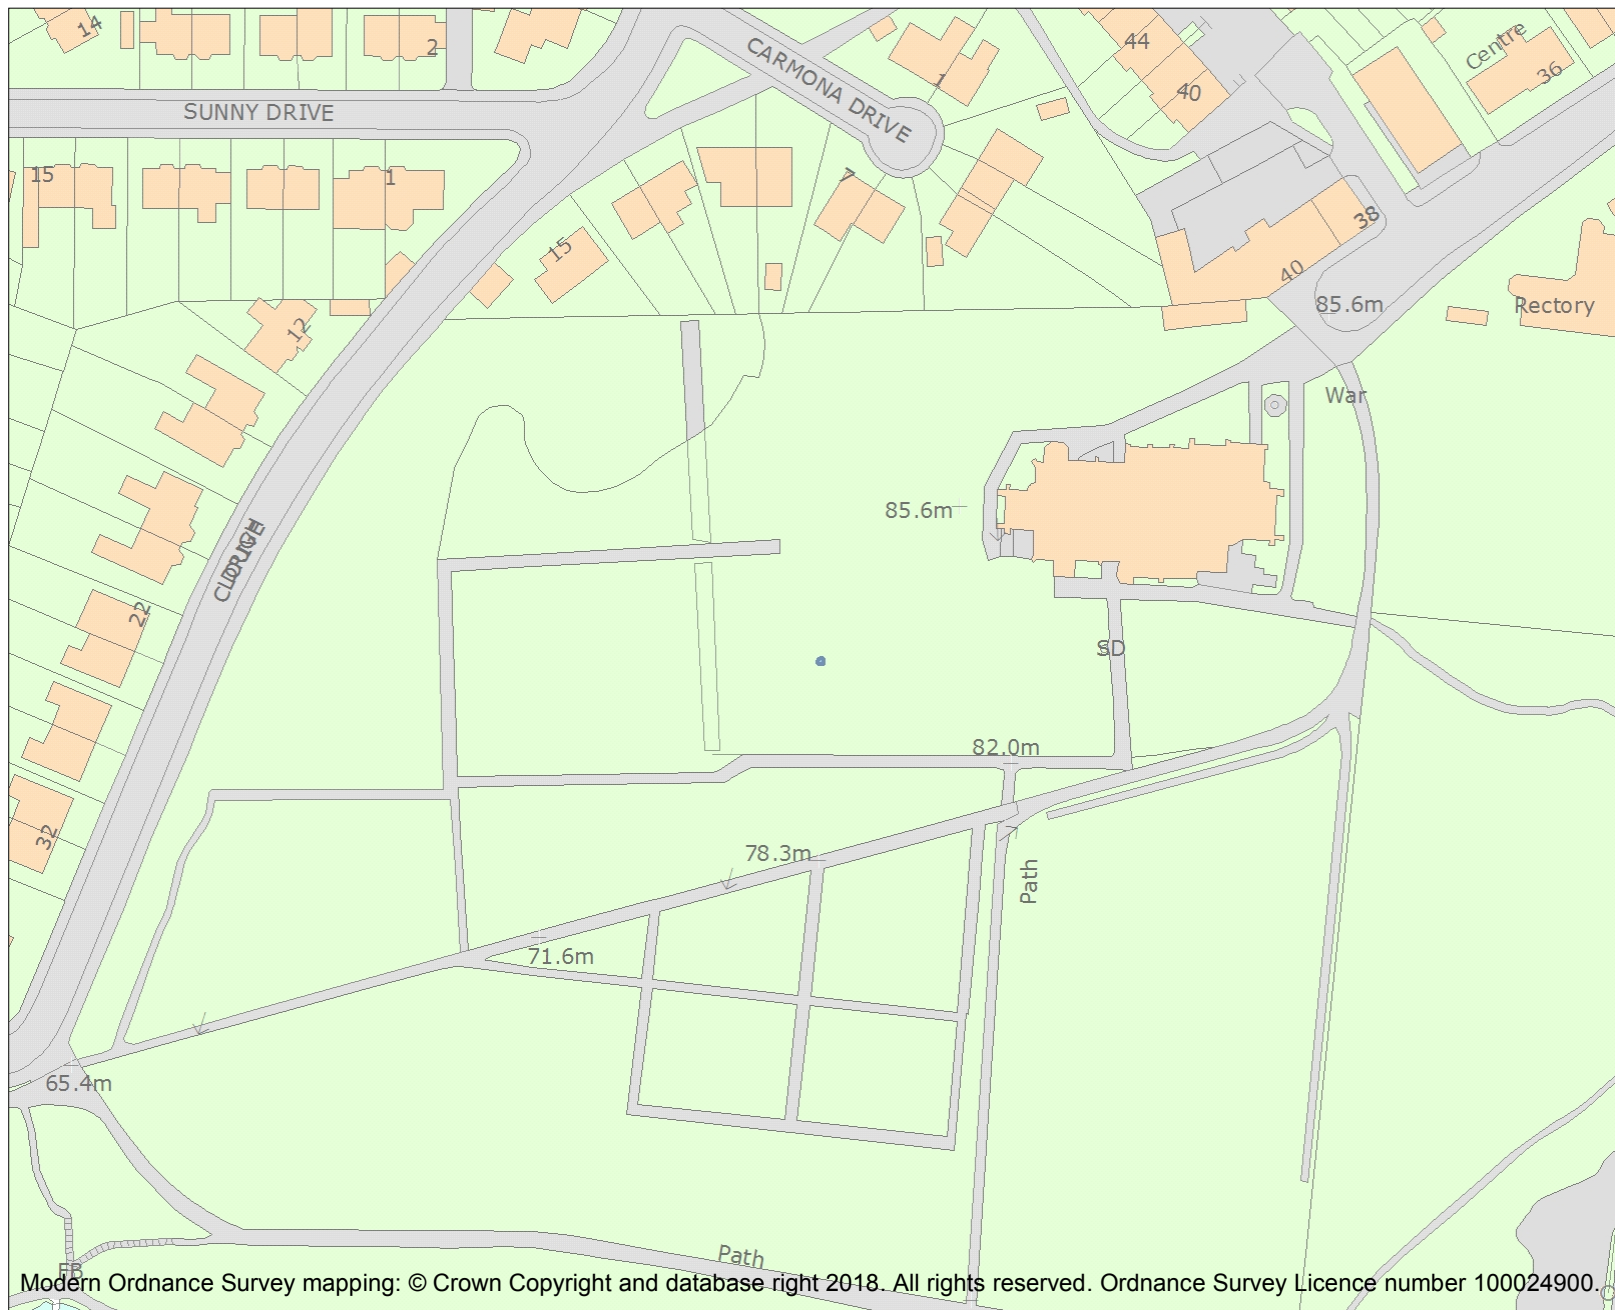 14
2
CARMONA DRIVE
1
44
40
Centre
36
SUNNY DRIVE
15
1
7
15
38
40
85.6m
Rectory
12
War
85.6m
DRIVE
22
SD
82.0m
32
78.3m
Path
71.6m
65.4m
Path
FB
Modern Ordnance Survey mapping: © Crown Copyright and database right 2018. All rights reserved. Ordnance Survey Licence number 100024900.